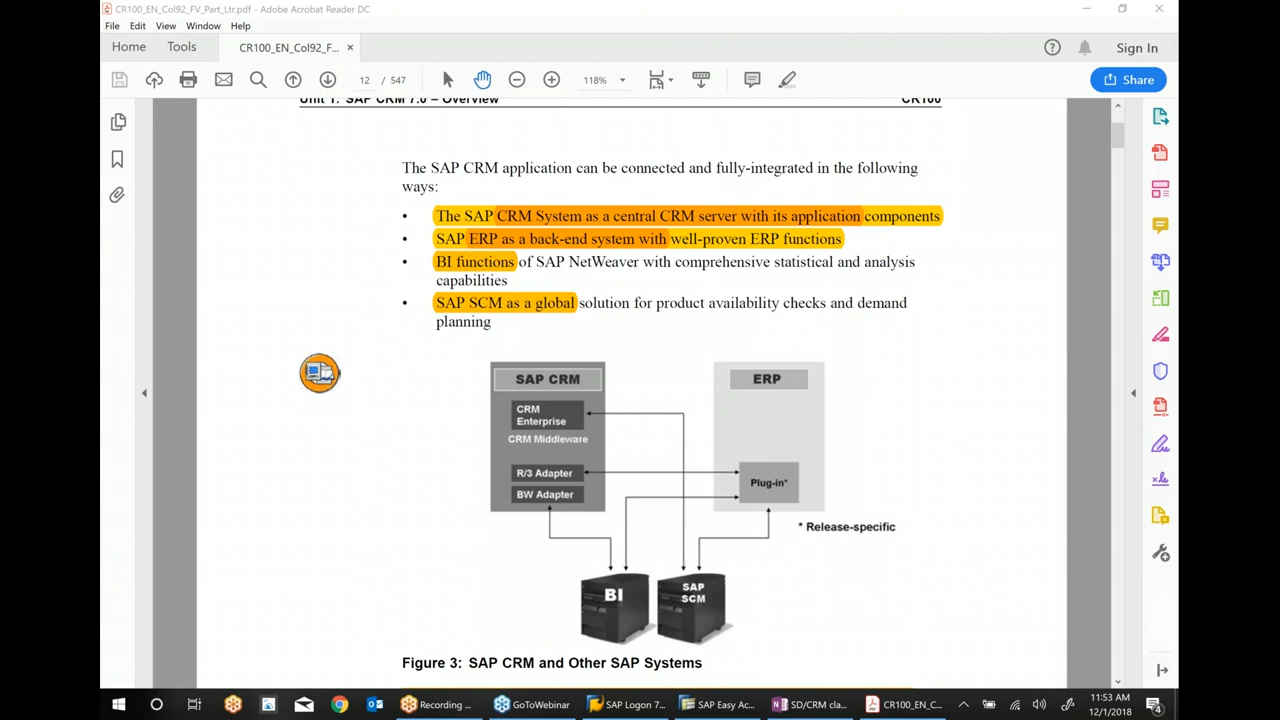 CR100_EN_Col92_FV_Part_Ltr.pdf - Adobe Acrobat Reader DC
File Edit View Window Help
Home Tools CR100_EN_Col92_F... × Sign In
12 / 547 118% Share
Unit 1: SAP CRM 7.0 – Overview CR100
The SAP CRM application can be connected and fully-integrated in the following
ways:
• The SAP CRM System as a central CRM server with its application components
• SAP ERP as a back-end system with well-proven ERP functions
• BI functions of SAP NetWeaver with comprehensive statistical and analysis
capabilities
• SAP SCM as a global solution for product availability checks and demand
planning
SAP CRM
CRM
Enterprise
CRM Middleware
R/3 Adapter
BW Adapter
ERP
Plug-in*
* Release-specific
BI
SAP
SCM
Figure 3: SAP CRM and Other SAP Systems
Recording ... GoToWebinar SAP Logon 7... SAP Easy Ac... SD/CRM cla... CR100_EN_C... 11:53 AM
12/1/2018 4